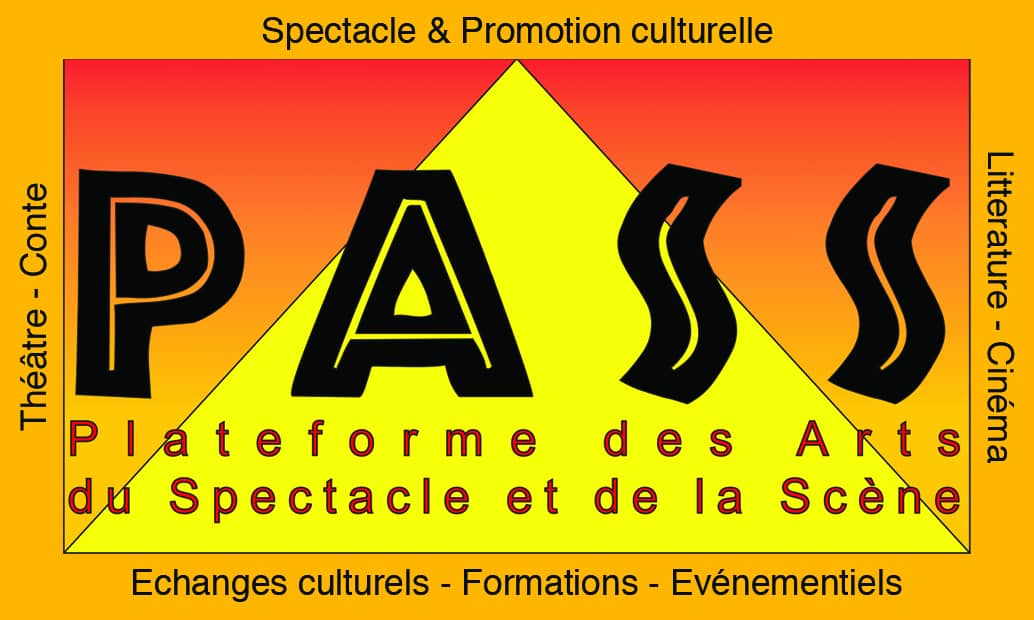 Spectacle & Promotion culturelle
Théâtre - Conte
PASS
Plateforme des Arts
du Spectacle et de la Scène
Litterature - Cinéma
Echanges culturels - Formations - Evénementiels